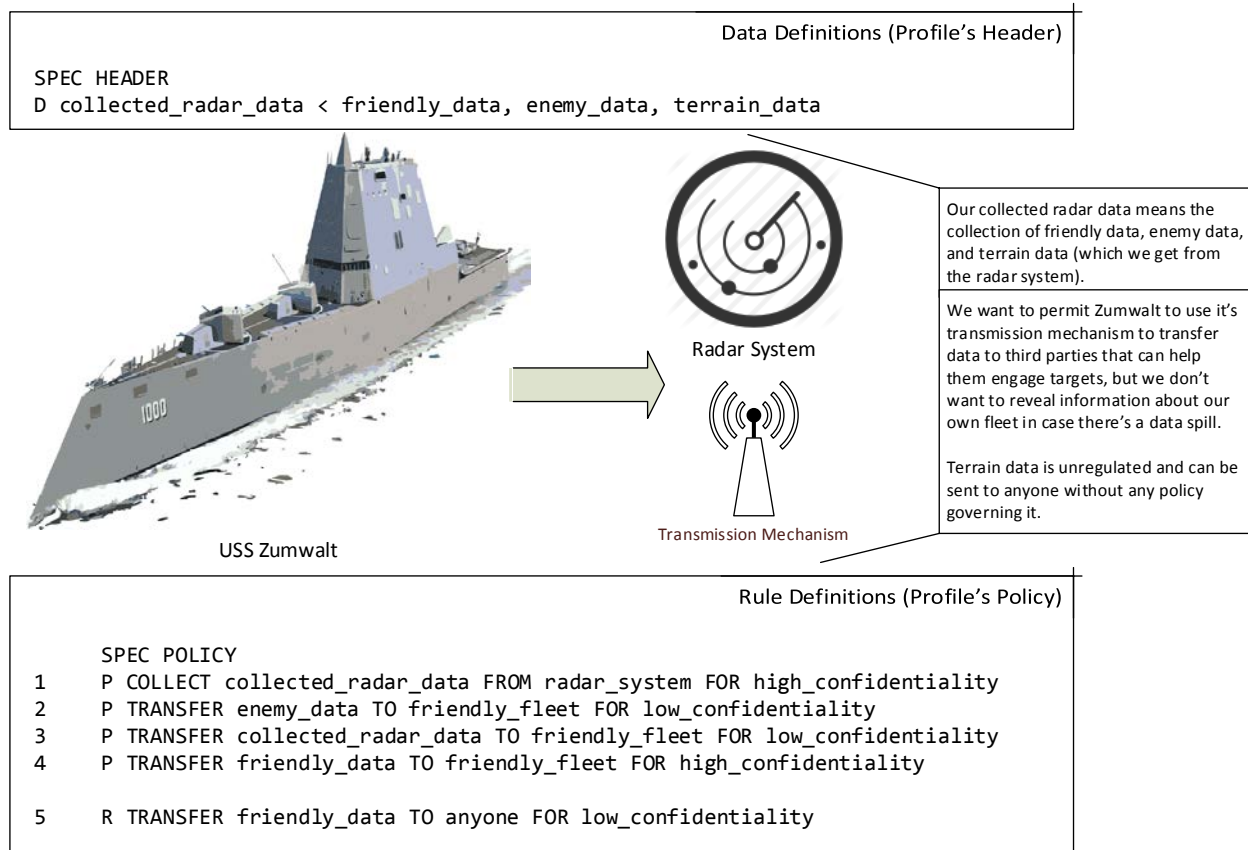 Data Definitions (Profile's Header)
SPEC HEADER
D collected_radar_data < friendly_data, enemy_data, terrain_data
1000
USS Zumwalt
Radar System
Transmission Mechanism
Our collected radar data means the
collection of friendly data, enemy data,
and terrain data (which we get from
the radar system).
We want to permit Zumwalt to use it's
transmission mechanism to transfer
data to third parties that can help
them engage targets, but we don't
want to reveal information about our
own fleet in case there's a data spill.
Terrain data is unregulated and can be
sent to anyone without any policy
governing it.
Rule Definitions (Profile's Policy)
SPEC POLICY
1 P COLLECT collected_radar_data FROM radar_system FOR high_confidentiality
2 P TRANSFER enemy_data TO friendly_fleet FOR low_confidentiality
3 P TRANSFER collected_radar_data TO friendly_fleet FOR low_confidentiality
4 P TRANSFER friendly_data TO friendly_fleet FOR high_confidentiality
5 R TRANSFER friendly_data TO anyone FOR low_confidentiality